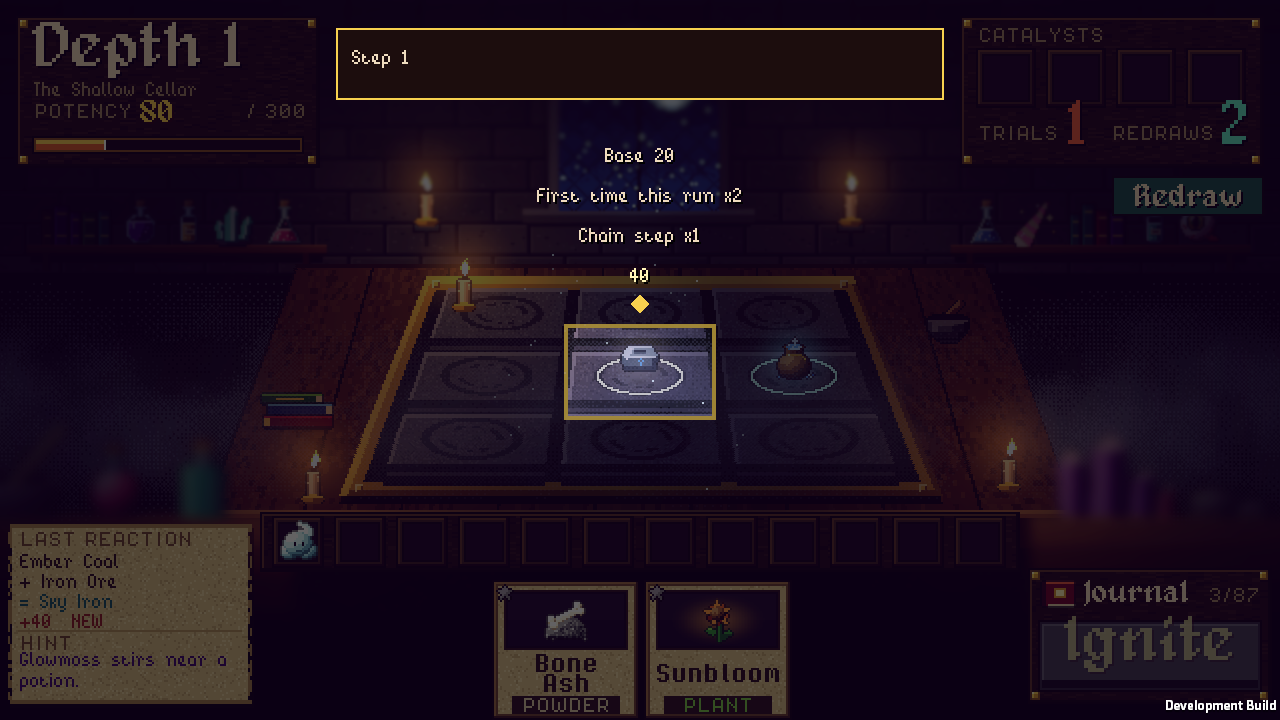 Depth 1
The Shallow Cellar
POTENCY 80 / 300
Step 1
CATALYSTS
TRIALS 1 REDRAWS 2
Redraw
Base 20
First time this run x2
Chain step x1
40
LAST REACTION
Ember Coal
+ Iron Ore
= Sky Iron
+40 NEW
HINT
Glowmoss stirs near a
potion.
Bone
Ash
POWDER
Sunbloom
PLANT
Journal 3/87
Ignite
Development Build